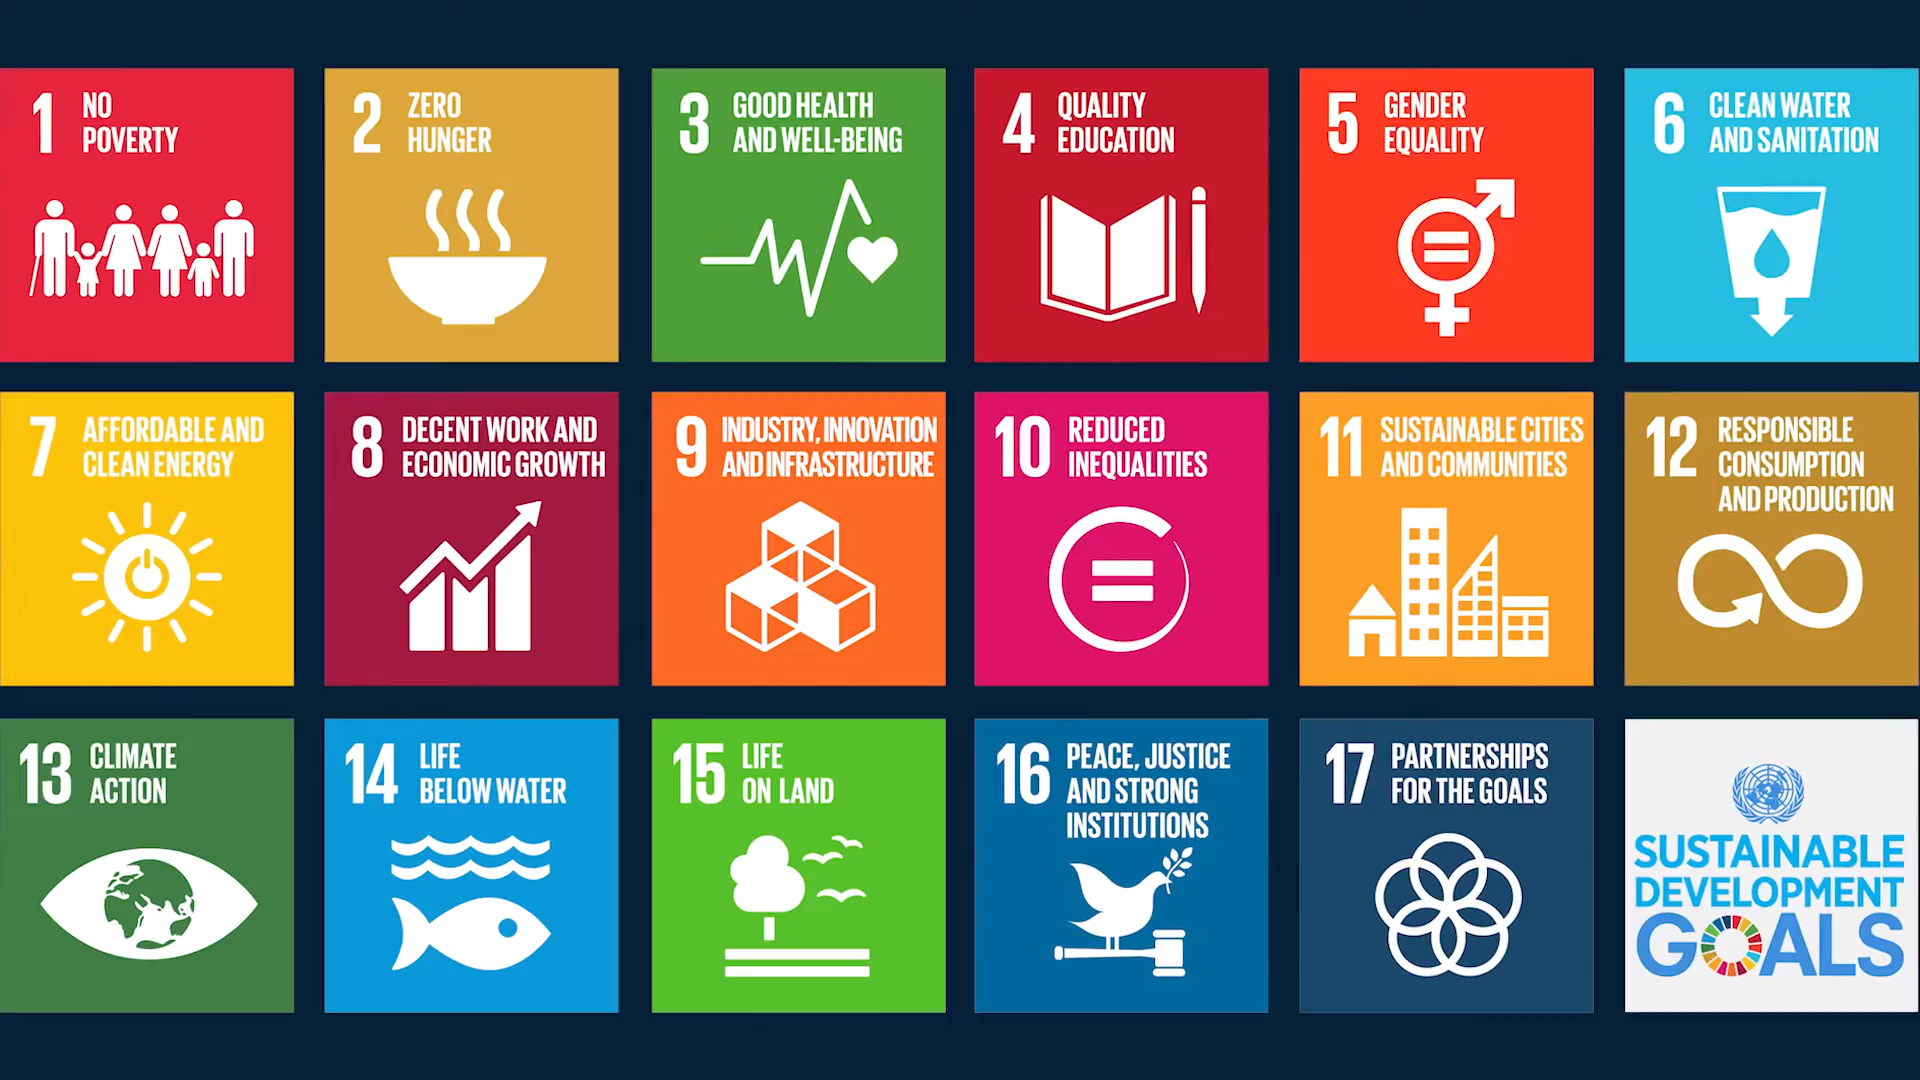 1 NO
POVERTY
2 ZERO
HUNGER
3 GOOD HEALTH
AND WELL-BEING
4 QUALITY
EDUCATION
5 GENDER
EQUALITY
6 CLEAN WATER
AND SANITATION
7 AFFORDABLE AND
CLEAN ENERGY
8 DECENT WORK AND
ECONOMIC GROWTH
9 INDUSTRY, INNOVATION
AND INFRASTRUCTURE
10 REDUCED
INEQUALITIES
11 SUSTAINABLE CITIES
AND COMMUNITIES
12 RESPONSIBLE
CONSUMPTION
AND PRODUCTION
13 CLIMATE
ACTION
14 LIFE
BELOW WATER
15 LIFE
ON LAND
16 PEACE, JUSTICE
AND STRONG
INSTITUTIONS
17 PARTNERSHIPS
FOR THE GOALS
SUSTAINABLE
DEVELOPMENT
GOALS